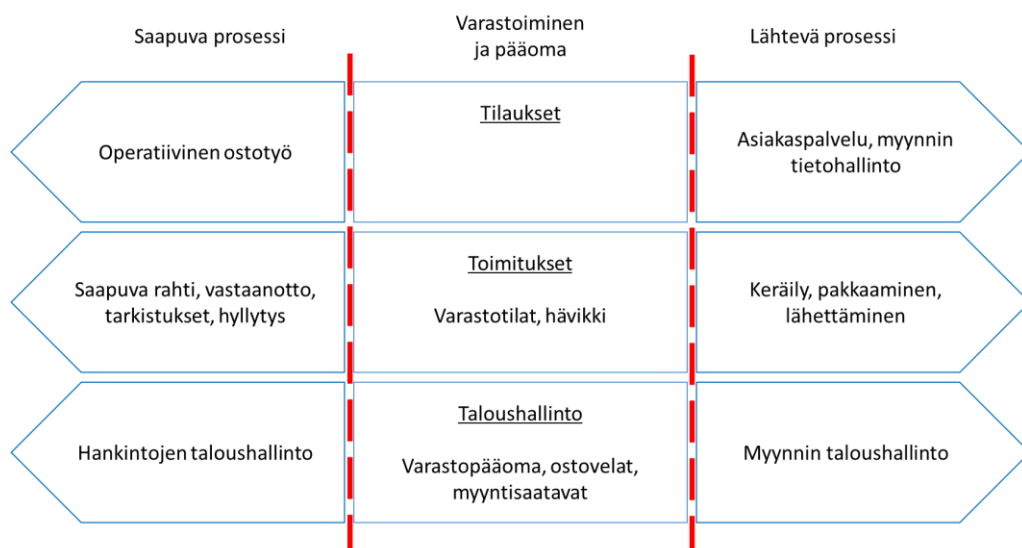 Saapuva prosessi
Varastoiminen
ja pääoma
Lähtevä prosessi
Operatiivinen ostotyö
Tilaukset
Asiakaspalvelu, myynnin
tietohallinto
Saapuva rahti, vastaanotto,
tarkistukset, hyllytys
Toimitukset
Varastotilat, hävikki
Keräily, pakkaaminen,
lähettäminen
Hankintojen taloushallinto
Taloushallinto
Varastopääoma, ostovelat,
myyntisaatavat
Myynnin taloushallinto